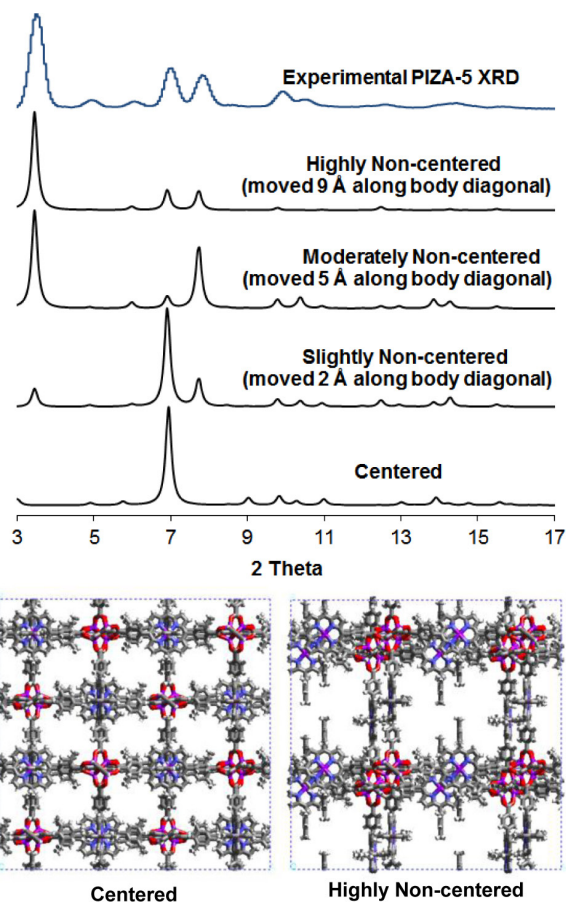 Experimental PIZA-5 XRD
Highly Non-centered
(moved 9 Å along body diagonal)
Moderately Non-centered
(moved 5 Å along body diagonal)
Slightly Non-centered
(moved 2 Å along body diagonal)
Centered
3 5 7 9 11 13 15 17
2 Theta
Centered
Highly Non-centered